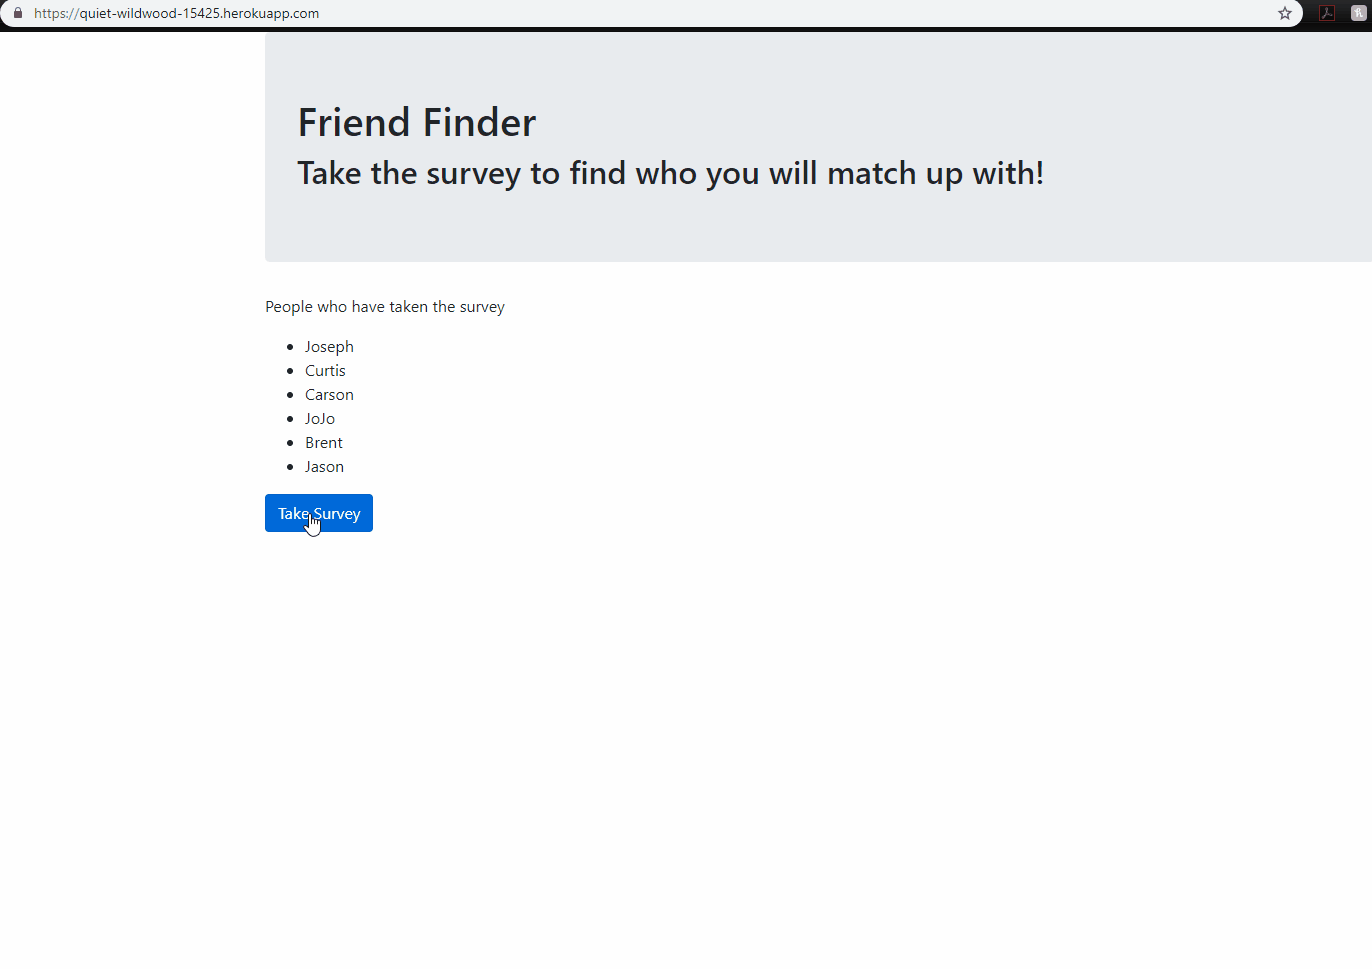 https://quiet-wildwood-15425.herokuapp.com
Friend Finder
Take the survey to find who you will match up with!
People who have taken the survey
Joseph
Curtis
Carson
JoJo
Brent
Jason
Take Survey